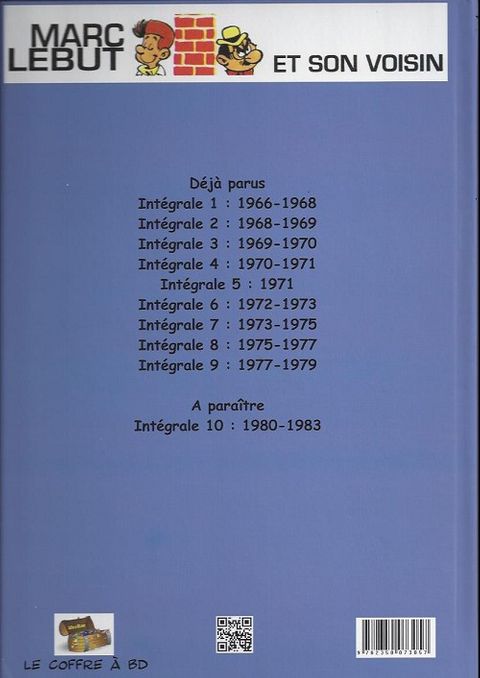 MARC
LEBUT
ET SON VOISIN
Déjà parus
Intégrale 1 : 1966-1968
Intégrale 2 : 1968-1969
Intégrale 3 : 1969-1970
Intégrale 4 : 1970-1971
Intégrale 5 : 1971
Intégrale 6 : 1972-1973
Intégrale 7 : 1973-1975
Intégrale 8 : 1975-1977
Intégrale 9 : 1977-1979
A paraître
Intégrale 10 : 1980-1983
LE COFFRE À BD